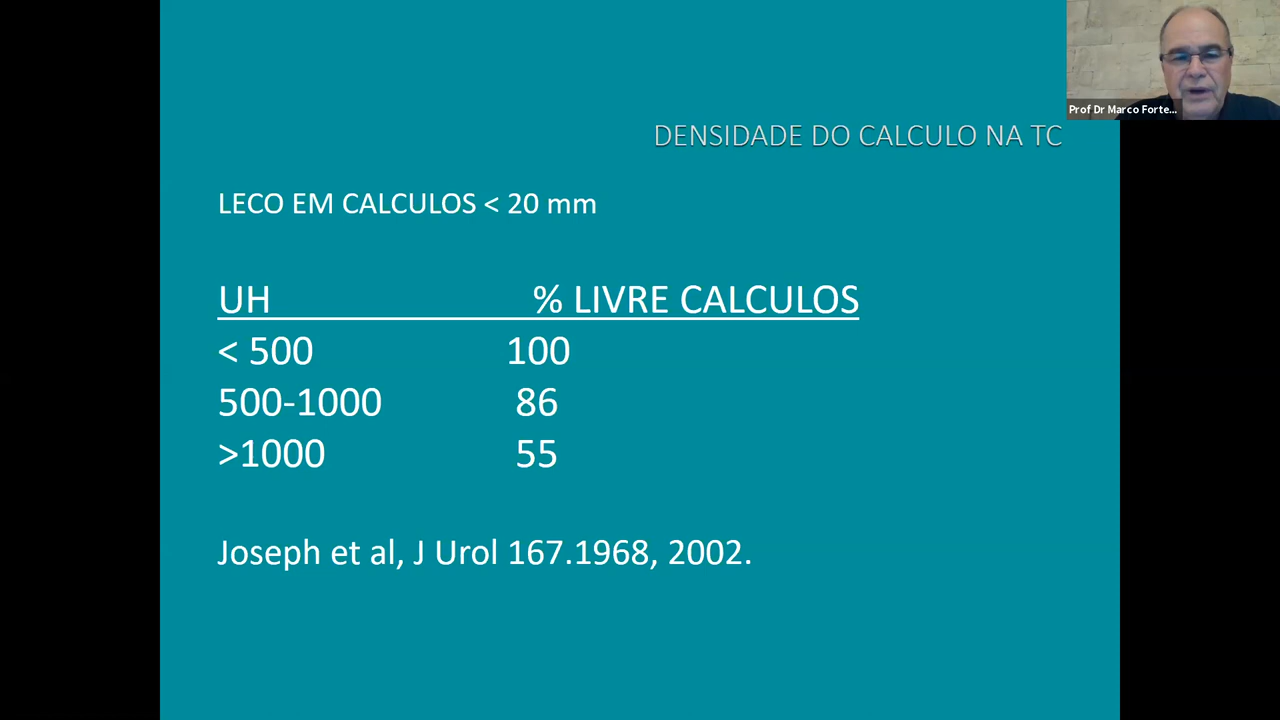 Prof Dr Marco Forte...
DENSIDADE DO CALCULO NA TC
LECO EM CALCULOS < 20 mm
UH % LIVRE CALCULOS
< 500 100
500-1000 86
>1000 55
Joseph et al, J Urol 167.1968, 2002.